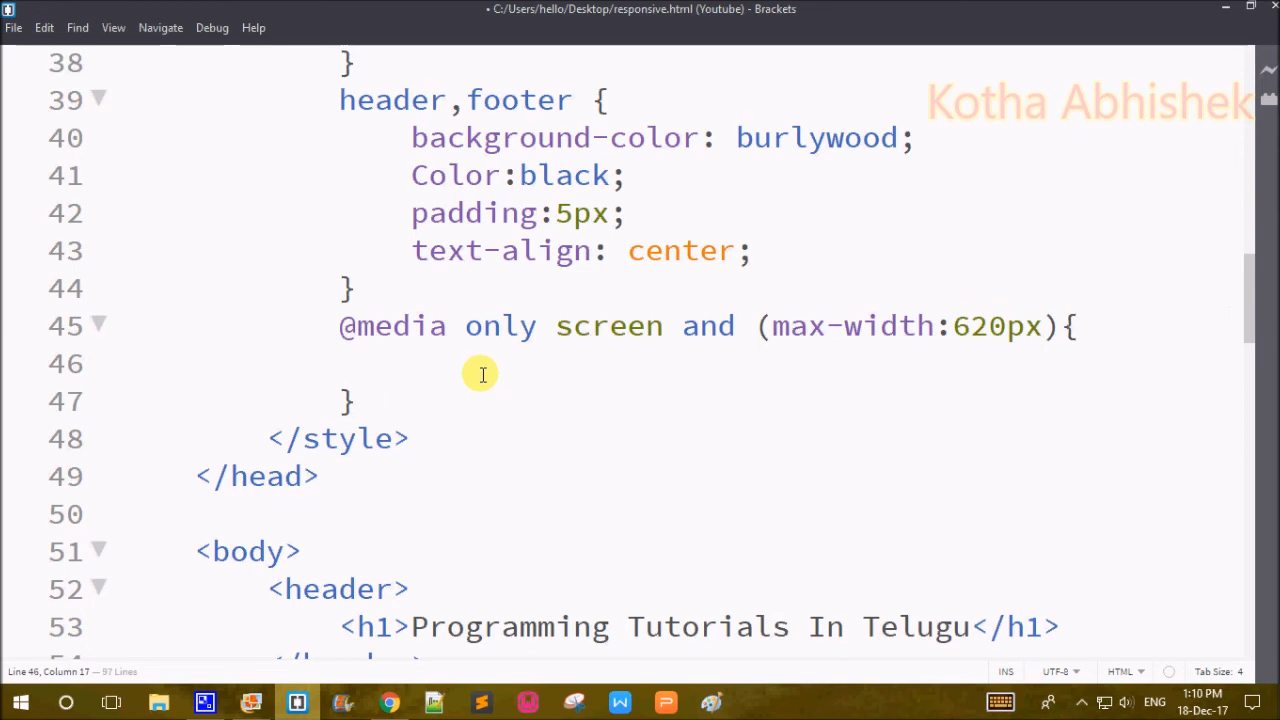 • C:/Users/hello/Desktop/responsive.html (Youtube) - Brackets
File Edit Find View Navigate Debug Help
38 }
Kotha Abhishek
39 header,footer {
40 background-color: burlywood;
41 Color:black;
42 padding:5px;
43 text-align: center;
44 }
45 @media only screen and (max-width:620px){
46
47 }
48 </style>
49 </head>
50
51 <body>
52 <header>
53 <h1>Programming Tutorials In Telugu</h1>
Line 46, Column 17 — 97 Lines INS UTF-8 HTML Tab Size: 4
ENG 1:10 PM
18-Dec-17